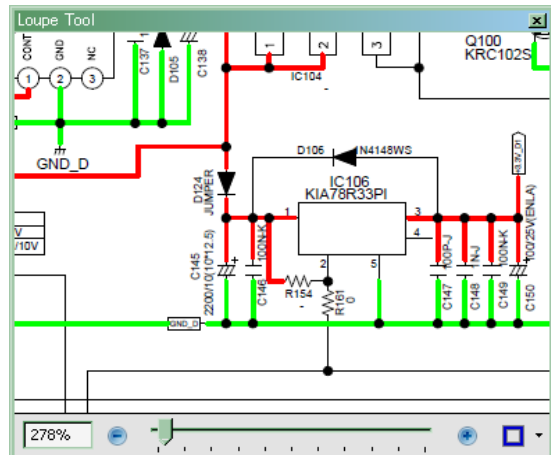 Loupe Tool
CONT
GND
NC
1
2
3
C137
D105
C138
1
2
3
IC104
-
Q100
KRC102S
GND_D
D106
1N4148WS
+3.3V_D1
D124
JUMPER
IC106
KIA78R33PI
1
3
4
2
5
V
/10V
C145
2200/10(10*12.5)
+
100N-K
C146
R154
-
R161
0
100P-J
C147
N-J
C148
100N-K
C149
100/25V(ENLA)
+
C150
GND_D
278%